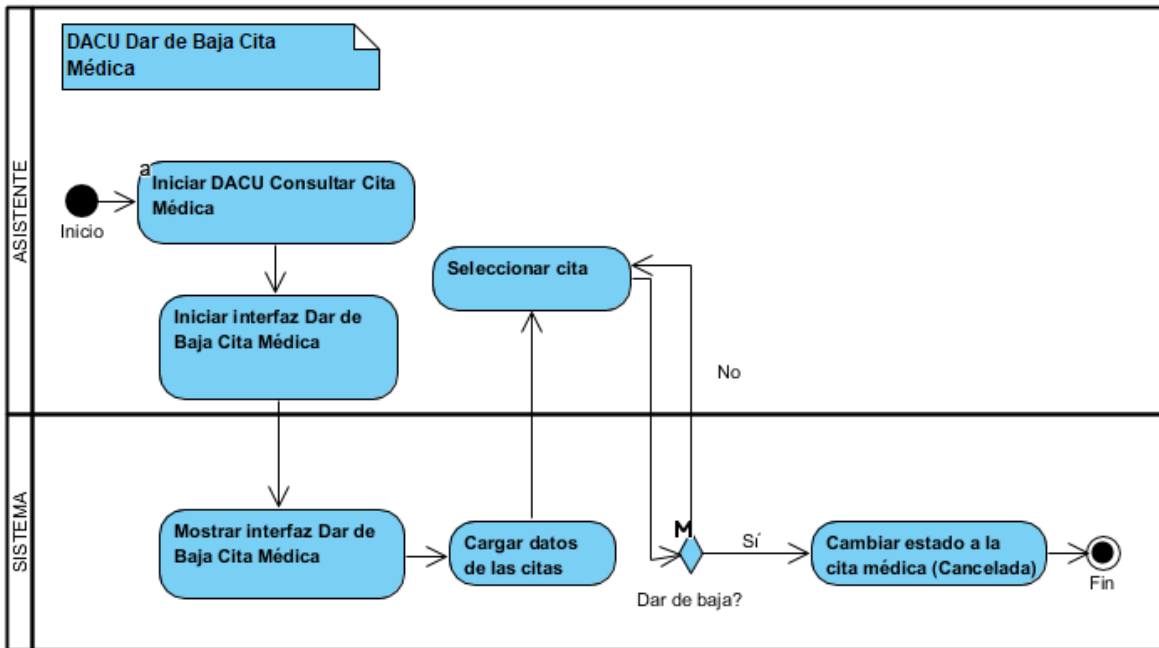 DACU Dar de Baja Cita
Médica
ASISTENTE
a
Iniciar DACU Consultar Cita
Médica
Inicio
Iniciar interfaz Dar de
Baja Cita Médica
Seleccionar cita
No
SISTEMA
Mostrar interfaz Dar de
Baja Cita Médica
Cargar datos
de las citas
M
Dar de baja?
Sí
Cambiar estado a la
cita médica (Cancelada)
Fin